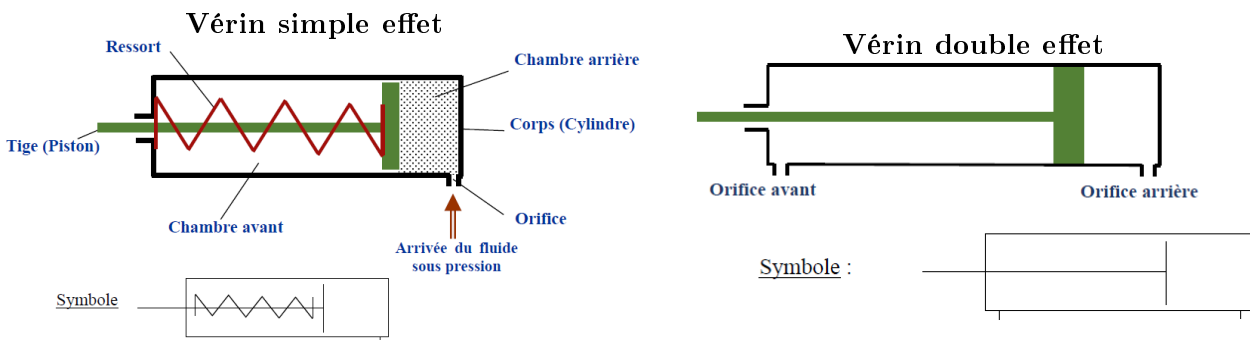 Vérin simple effet
Ressort
Chambre arrière
Corps (Cylindre)
Tige (Piston)
Chambre avant
Orifice
Arrivée du fluide
sous pression
Symbole
Vérin double effet
Orifice avant
Orifice arrière
Symbole :